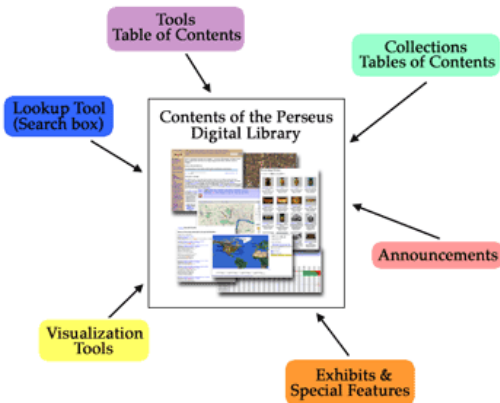 Tools
Table of Contents
Collections
Tables of Contents
Lookup Tool
(Search box)
Contents of the Perseus
Digital Library
Announcements
Visualization
Tools
Exhibits &
Special Features